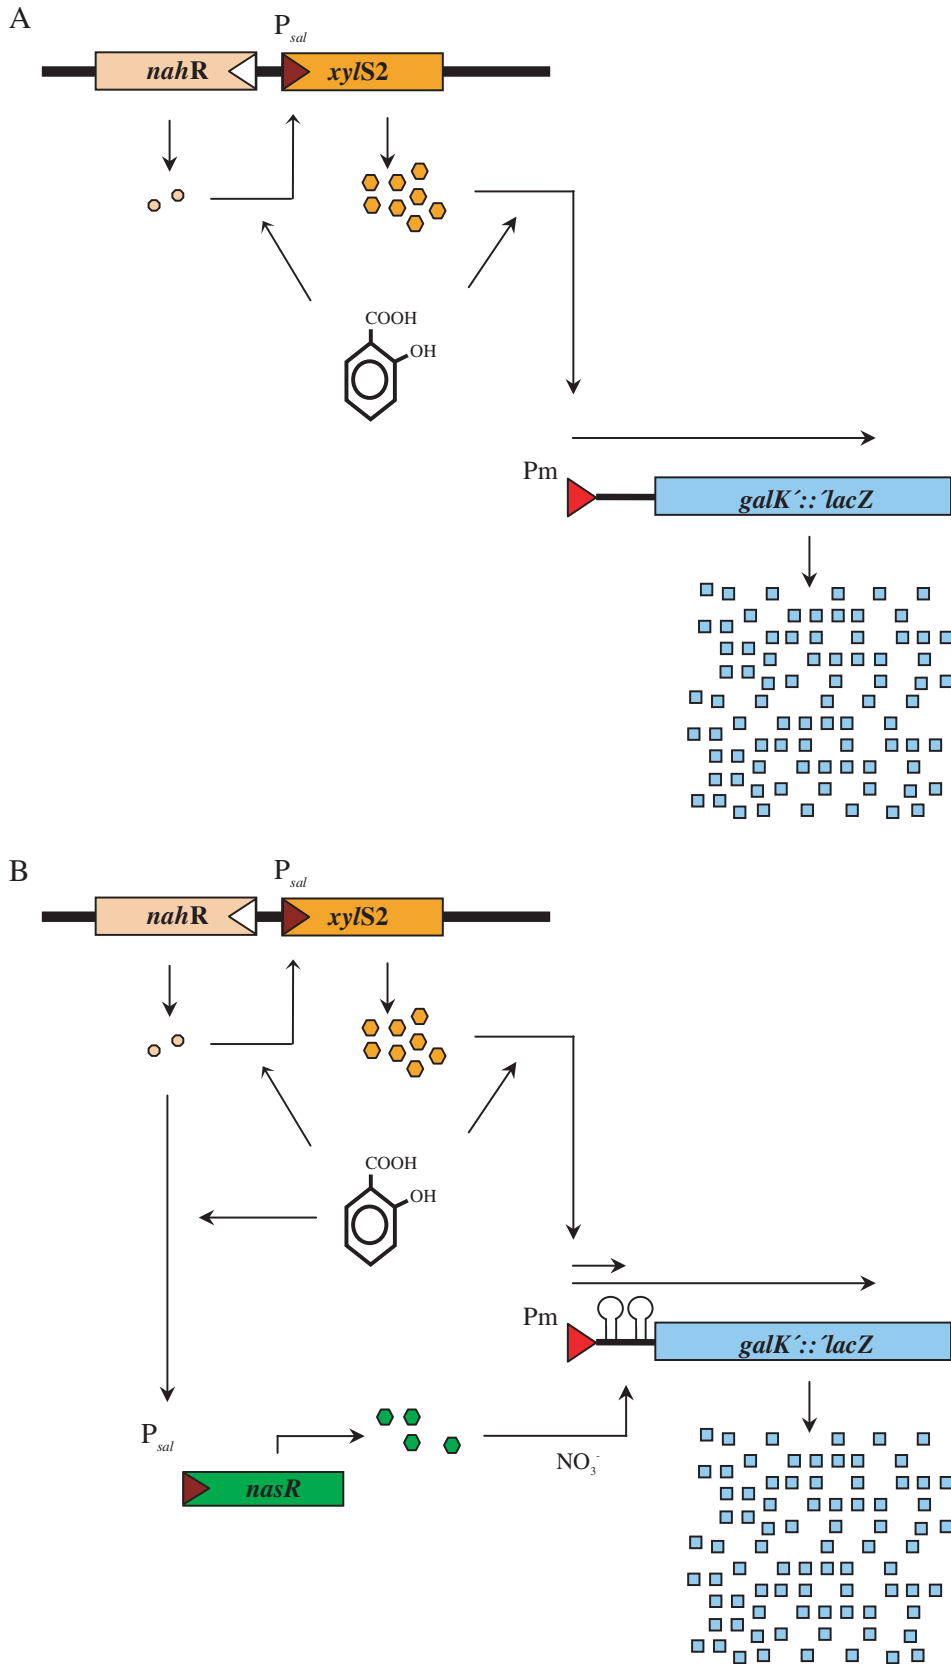 A
P sal
nahR
xylS2
COOH
OH
Pm
galK´::´lacZ
B
P sal
nahR
xylS2
COOH
OH
Pm
galK´::´lacZ
P sal
NO3-
nasR